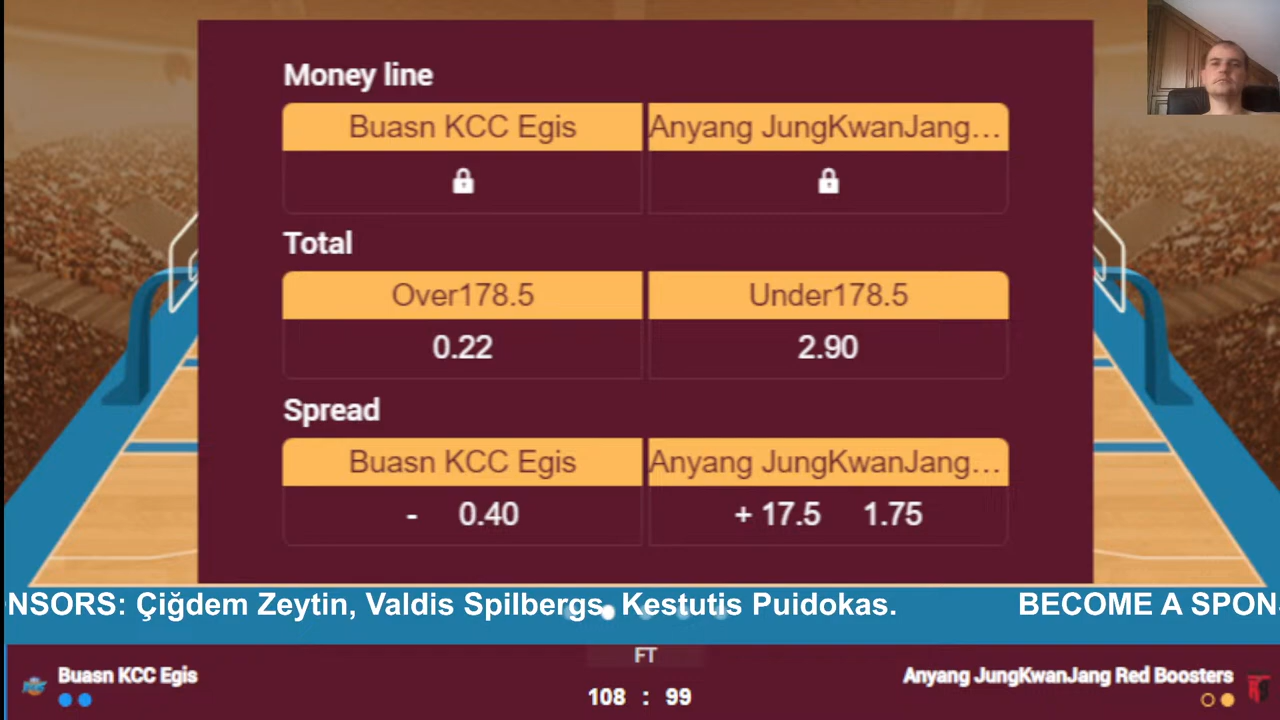 Money line
Buasn KCC Egis
Anyang JungKwanJang...
Total
Over178.5
Under178.5
0.22
2.90
Spread
Buasn KCC Egis
Anyang JungKwanJang...
- 0.40
+ 17.5 1.75
NSORS: Çiğdem Zeytin, Valdis Spilbergs, Kestutis Puidokas. BECOME A SPON
FT
Buasn KCC Egis
108 : 99
Anyang JungKwanJang Red Boosters